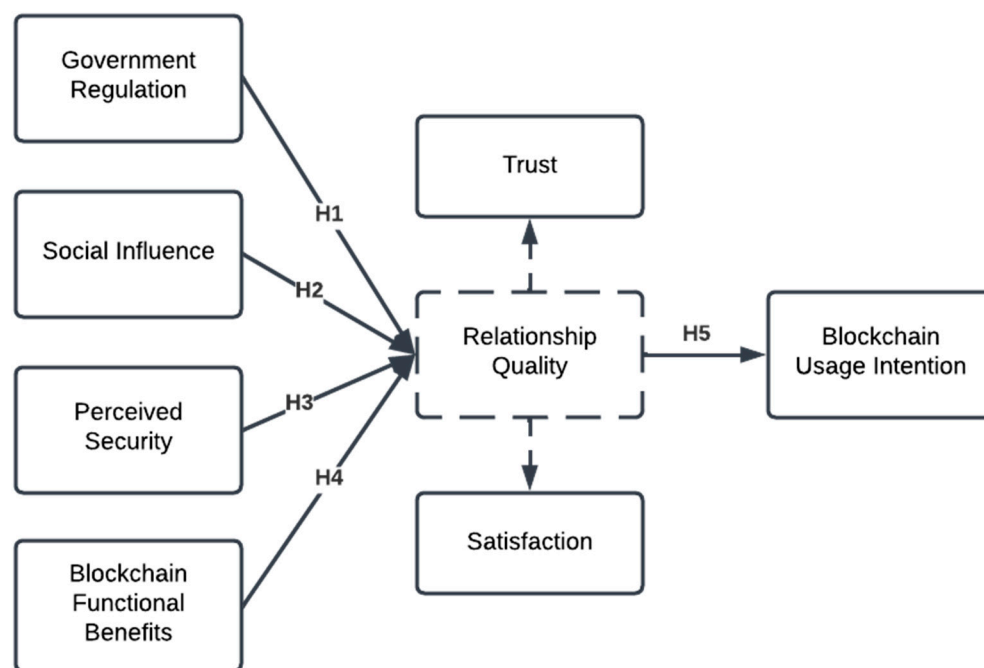 Government
Regulation
H1
Social Influence
H2
Perceived
Security
H3
Blockchain
Functional
Benefits
H4
Trust
Relationship
Quality
Satisfaction
H5
Blockchain
Usage Intention